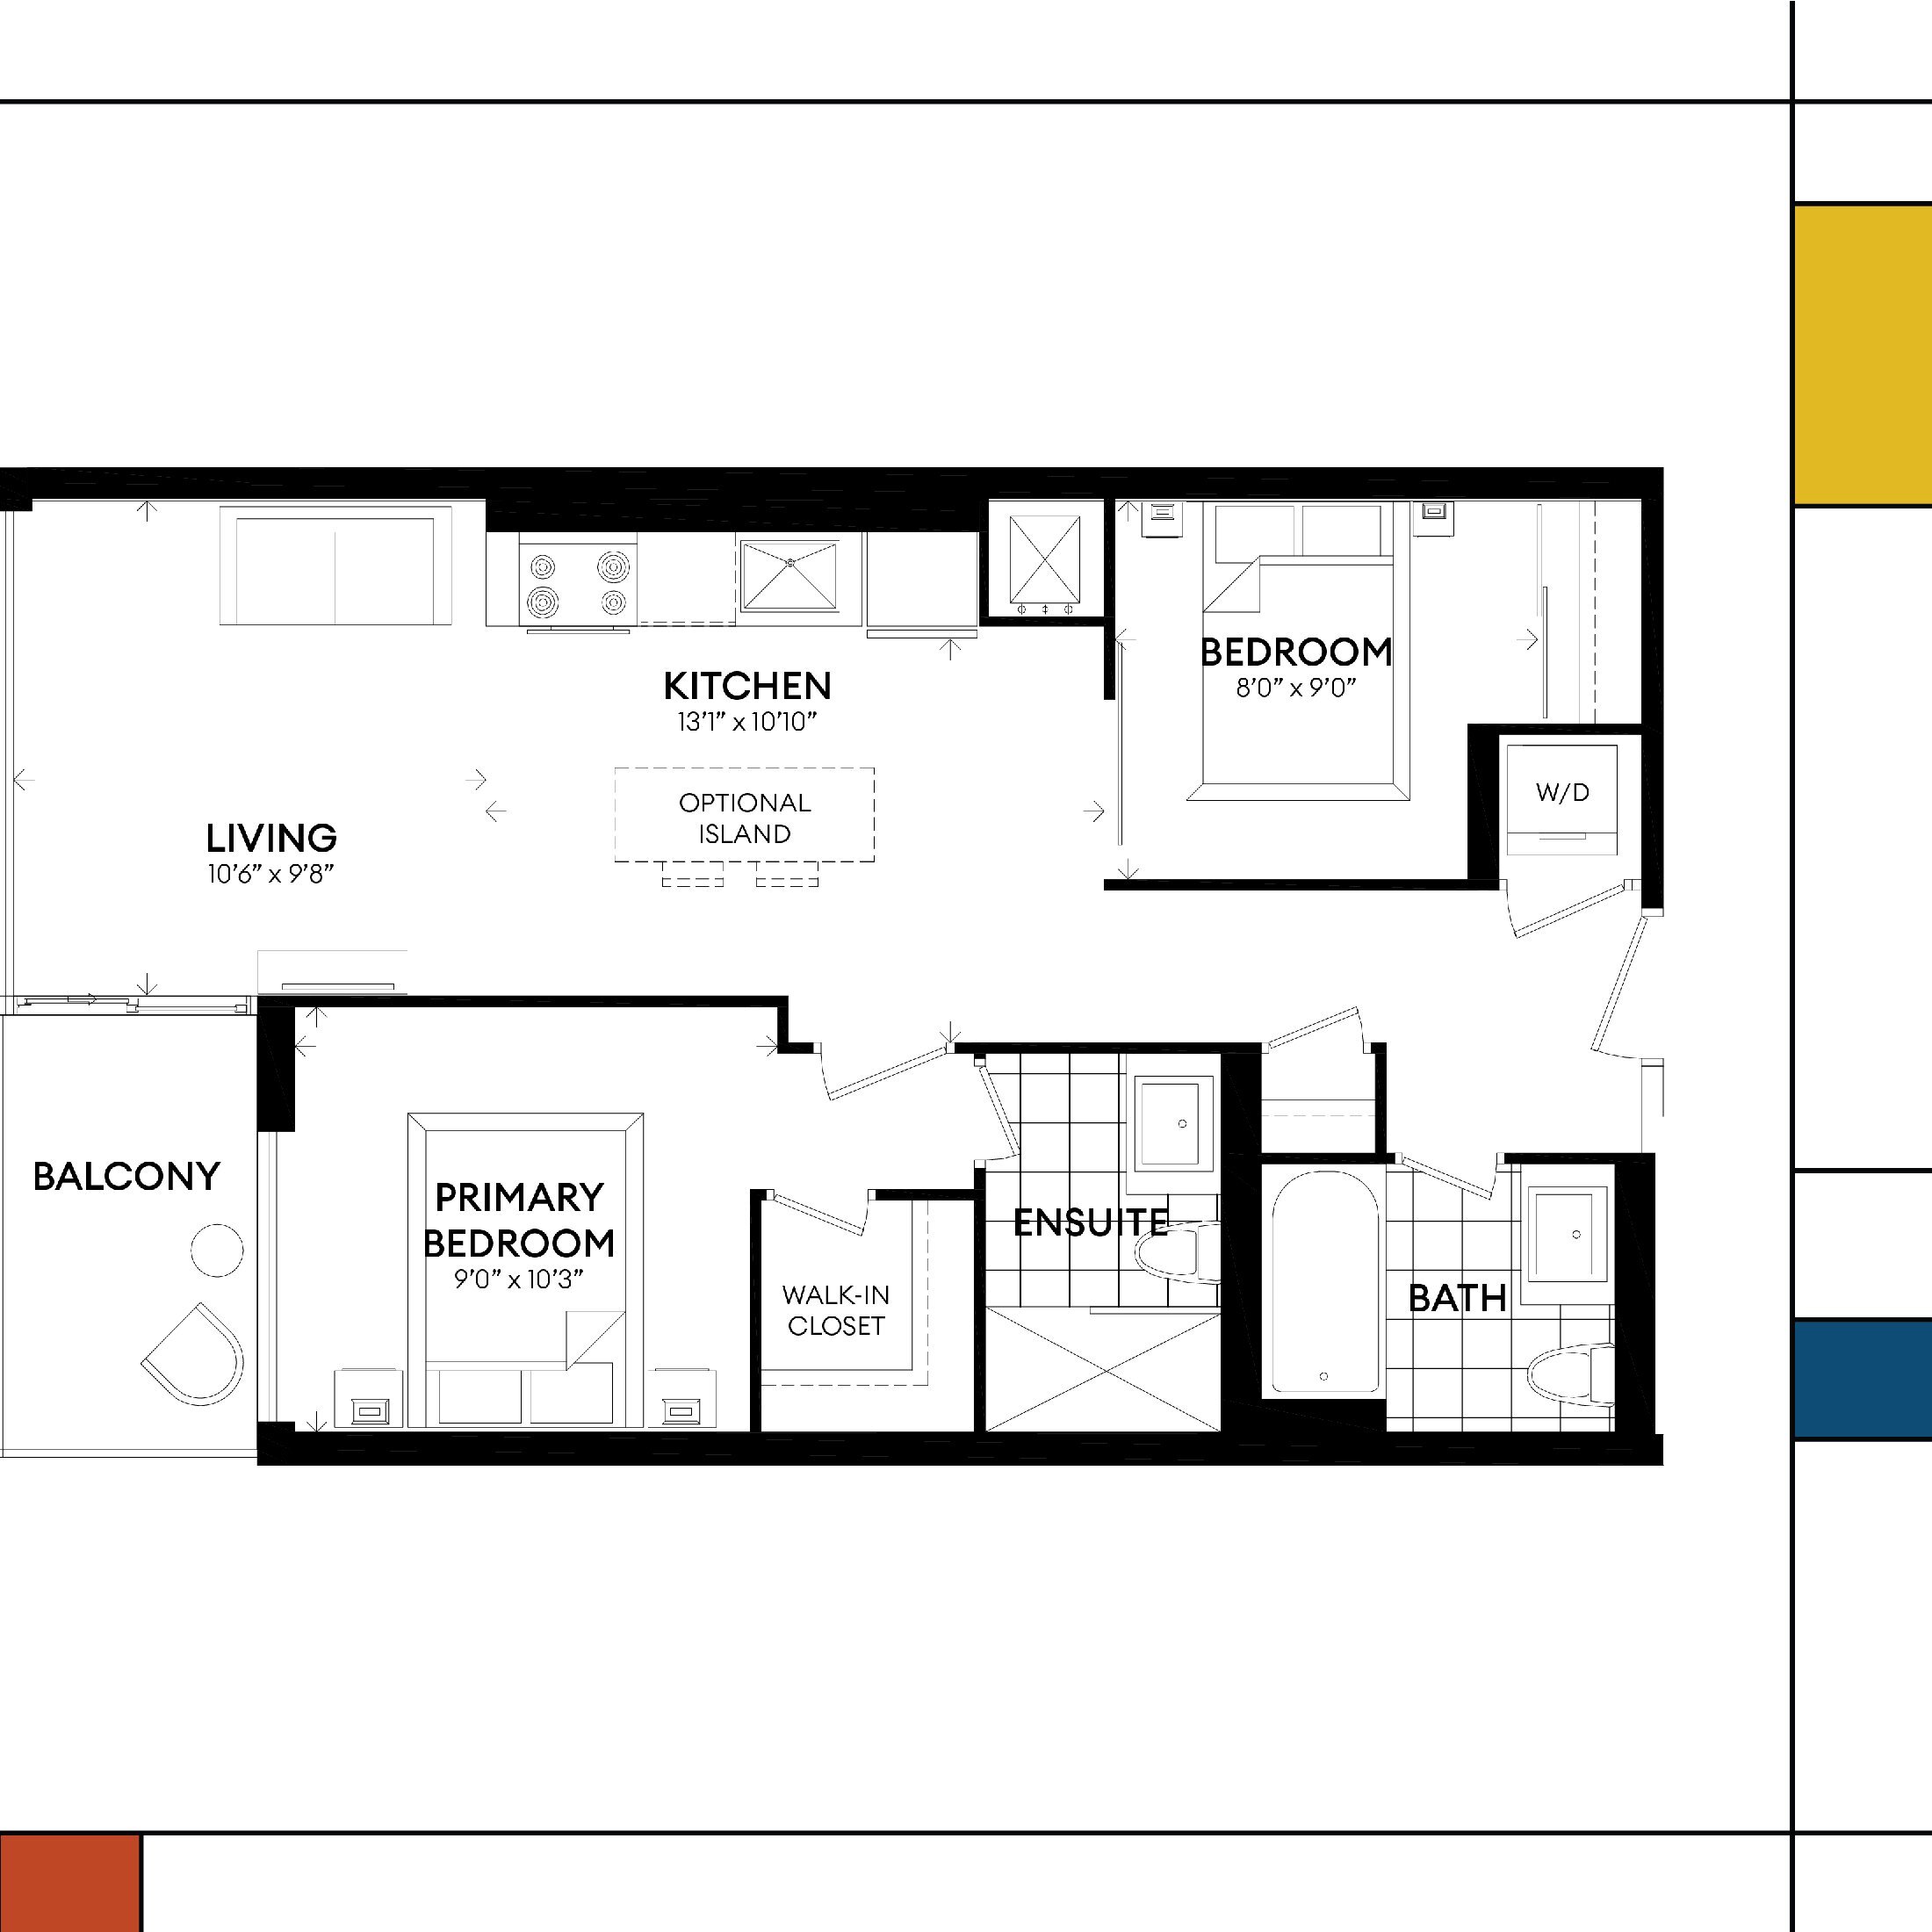 KITCHEN
13’1” x 10’10”
BEDROOM
8’0” x 9’0”
OPTIONAL
ISLAND
W/D
LIVING
10’6” x 9’8”
BALCONY
PRIMARY
BEDROOM
9’0” x 10’3”
WALK-IN
CLOSET
ENSUITE
BATH